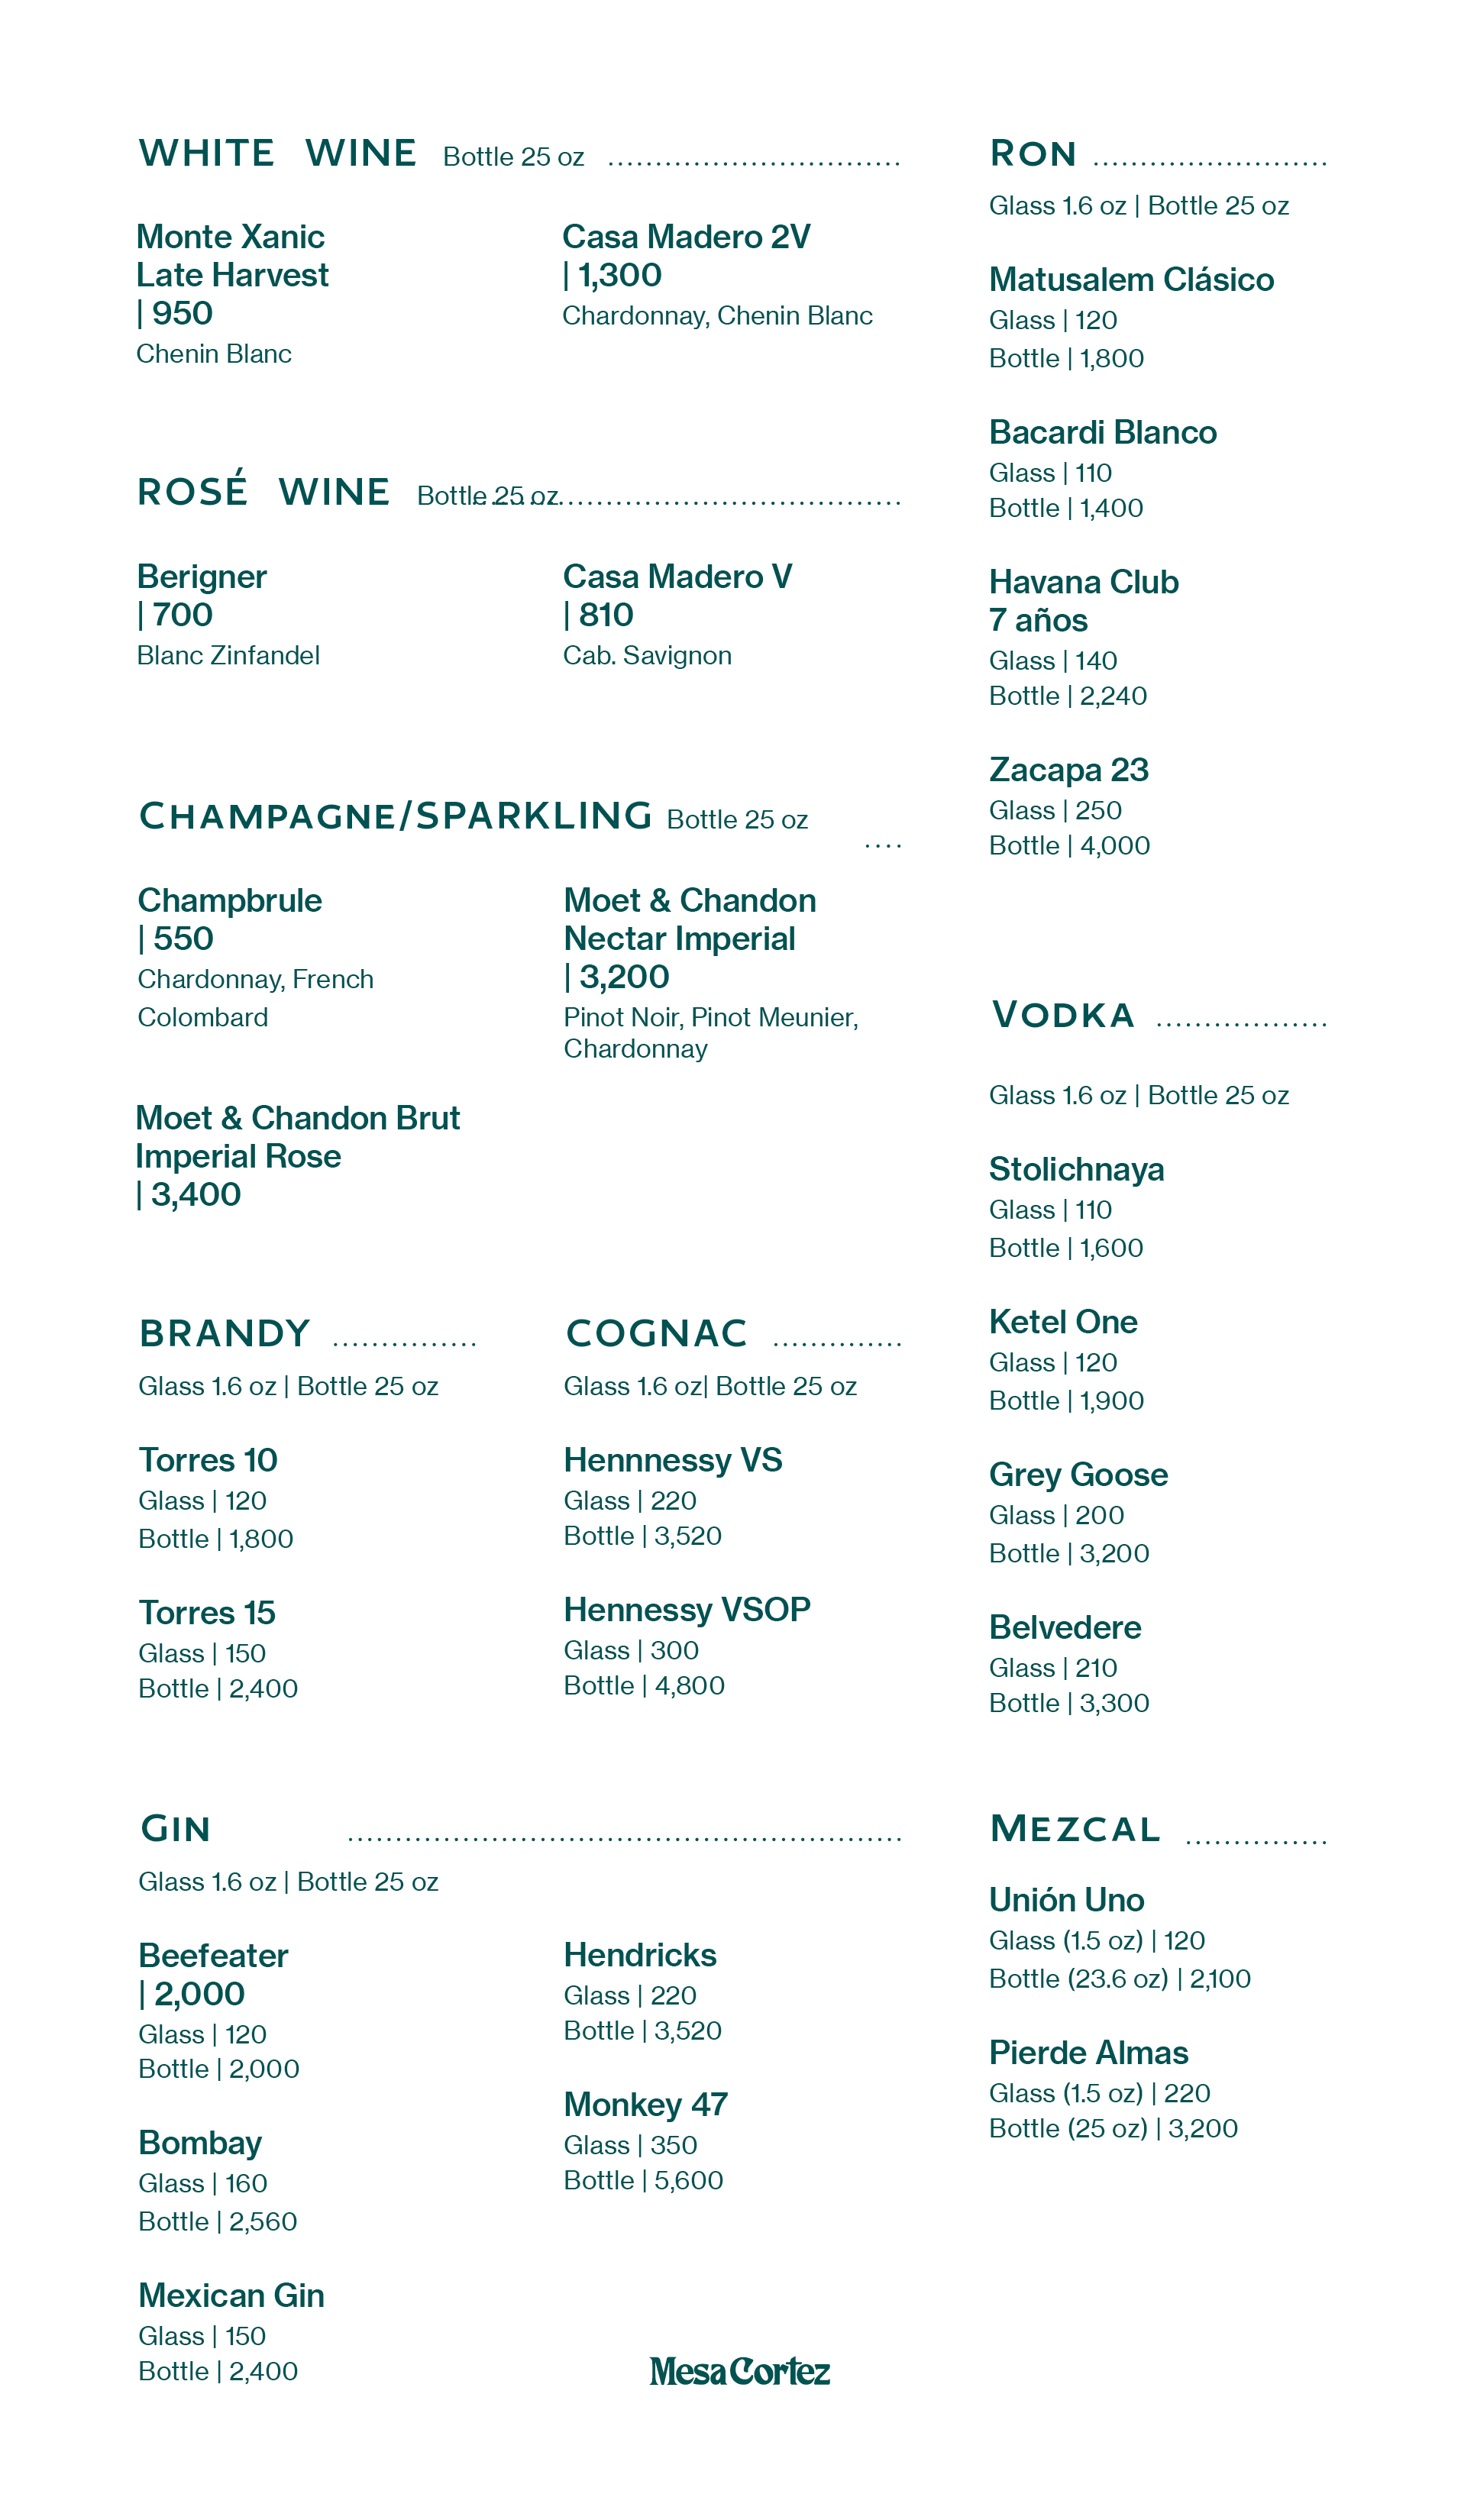 WHITE WINE Bottle 25 oz
Monte Xanic
Late Harvest
| 950
Chenin Blanc
Casa Madero 2V
| 1,300
Chardonnay, Chenin Blanc
ROSÉ WINE Bottle 25 oz
Berigner
| 700
Blanc Zinfandel
Casa Madero V
| 810
Cab. Savignon
CHAMPAGNE/SPARKLING Bottle 25 oz
Champbrule
| 550
Chardonnay, French
Colombard
Moet & Chandon
Nectar Imperial
| 3,200
Pinot Noir, Pinot Meunier,
Chardonnay
Moet & Chandon Brut
Imperial Rose
| 3,400
BRANDY
Glass 1.6 oz | Bottle 25 oz
Torres 10
Glass | 120
Bottle | 1,800
Torres 15
Glass | 150
Bottle | 2,400
COGNAC
Glass 1.6 oz| Bottle 25 oz
Hennnessy VS
Glass | 220
Bottle | 3,520
Hennessy VSOP
Glass | 300
Bottle | 4,800
GIN
Glass 1.6 oz | Bottle 25 oz
Beefeater
| 2,000
Glass | 120
Bottle | 2,000
Bombay
Glass | 160
Bottle | 2,560
Mexican Gin
Glass | 150
Bottle | 2,400
Hendricks
Glass | 220
Bottle | 3,520
Monkey 47
Glass | 350
Bottle | 5,600
RON
Glass 1.6 oz | Bottle 25 oz
Matusalem Clásico
Glass | 120
Bottle | 1,800
Bacardi Blanco
Glass | 110
Bottle | 1,400
Havana Club
7 años
Glass | 140
Bottle | 2,240
Zacapa 23
Glass | 250
Bottle | 4,000
VODKA
Glass 1.6 oz | Bottle 25 oz
Stolichnaya
Glass | 110
Bottle | 1,600
Ketel One
Glass | 120
Bottle | 1,900
Grey Goose
Glass | 200
Bottle | 3,200
Belvedere
Glass | 210
Bottle | 3,300
MEZCAL
Unión Uno
Glass (1.5 oz) | 120
Bottle (23.6 oz) | 2,100
Pierde Almas
Glass (1.5 oz) | 220
Bottle (25 oz) | 3,200
Mesa Cortez